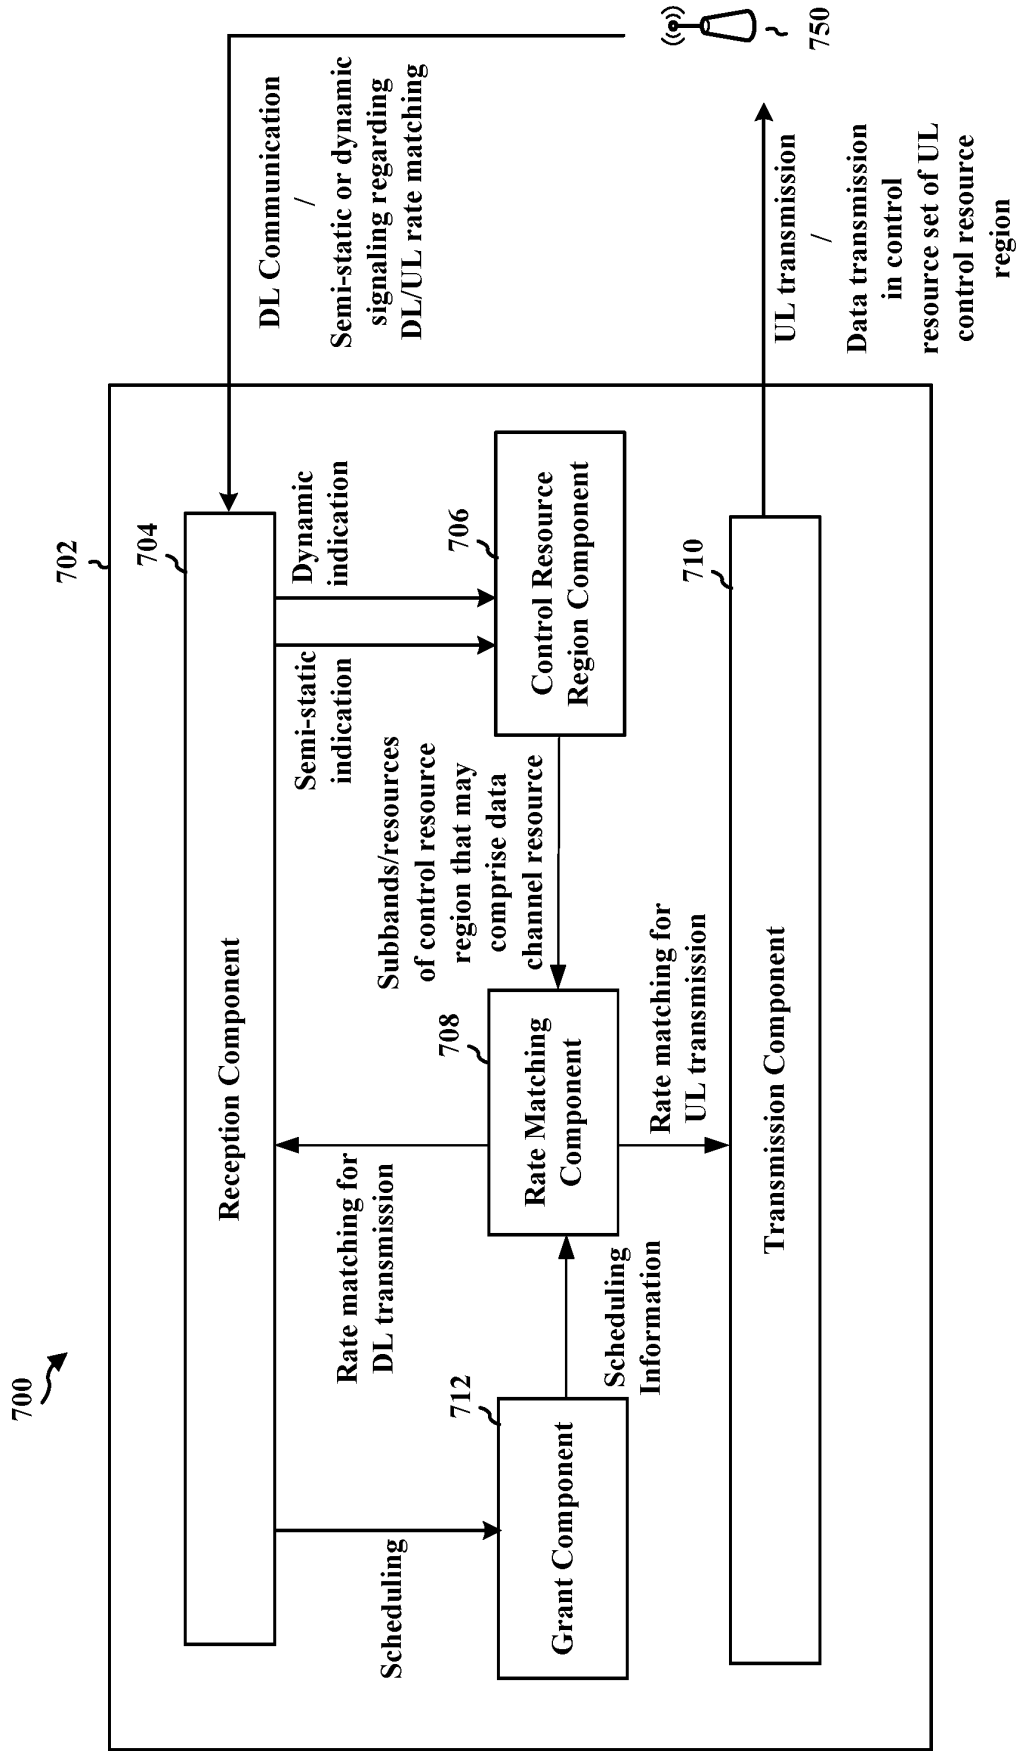 700
702
704
Reception Component
DL Communication
/
Semi-static or dynamic
signaling regarding
DL/UL rate matching
750
Scheduling
Rate matching for
DL transmission
Semi-static
indication
Dynamic
indication
712
Grant Component
Scheduling
Information
708
Rate Matching
Component
Subbands/resources
of control resource
region that may
comprise data
channel resource
706
Control Resource
Region Component
Rate matching for
UL transmission
710
Transmission Component
UL transmission
/
Data transmission
in control
resource set of UL
control resource
region